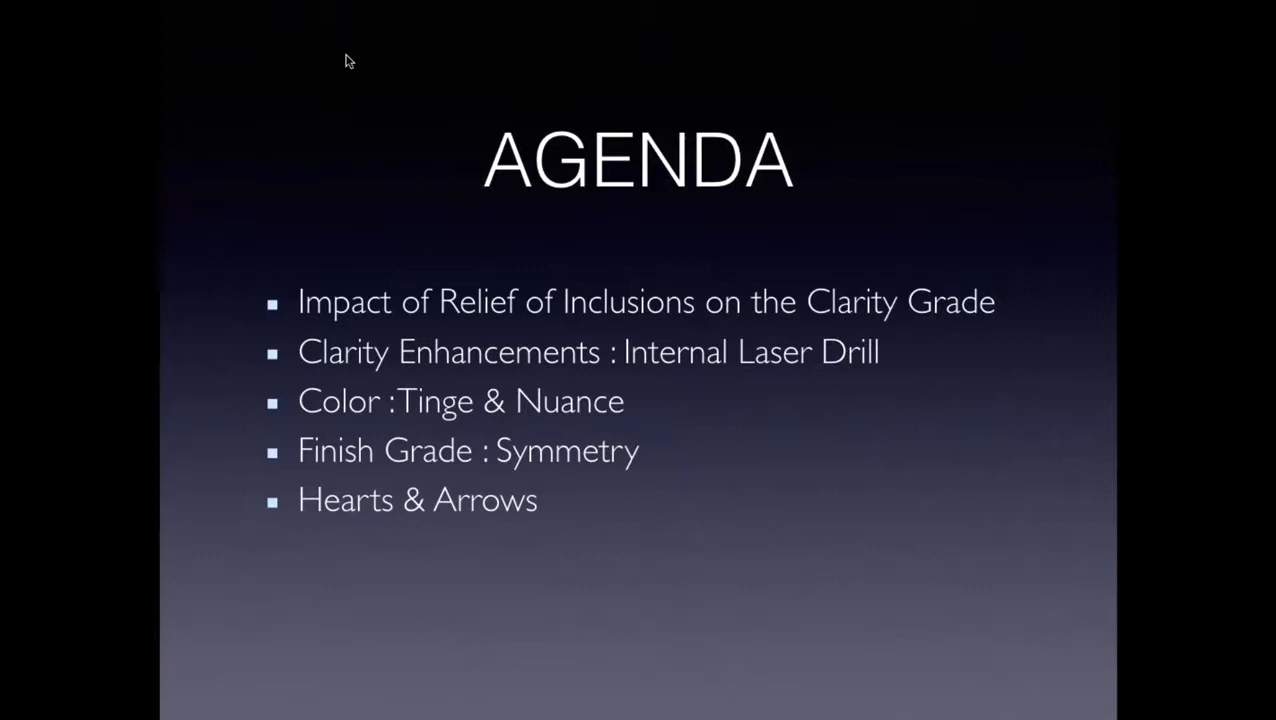 AGENDA
Impact of Relief of Inclusions on the Clarity Grade
Clarity Enhancements : Internal Laser Drill
Color :Tinge & Nuance
Finish Grade : Symmetry
Hearts & Arrows